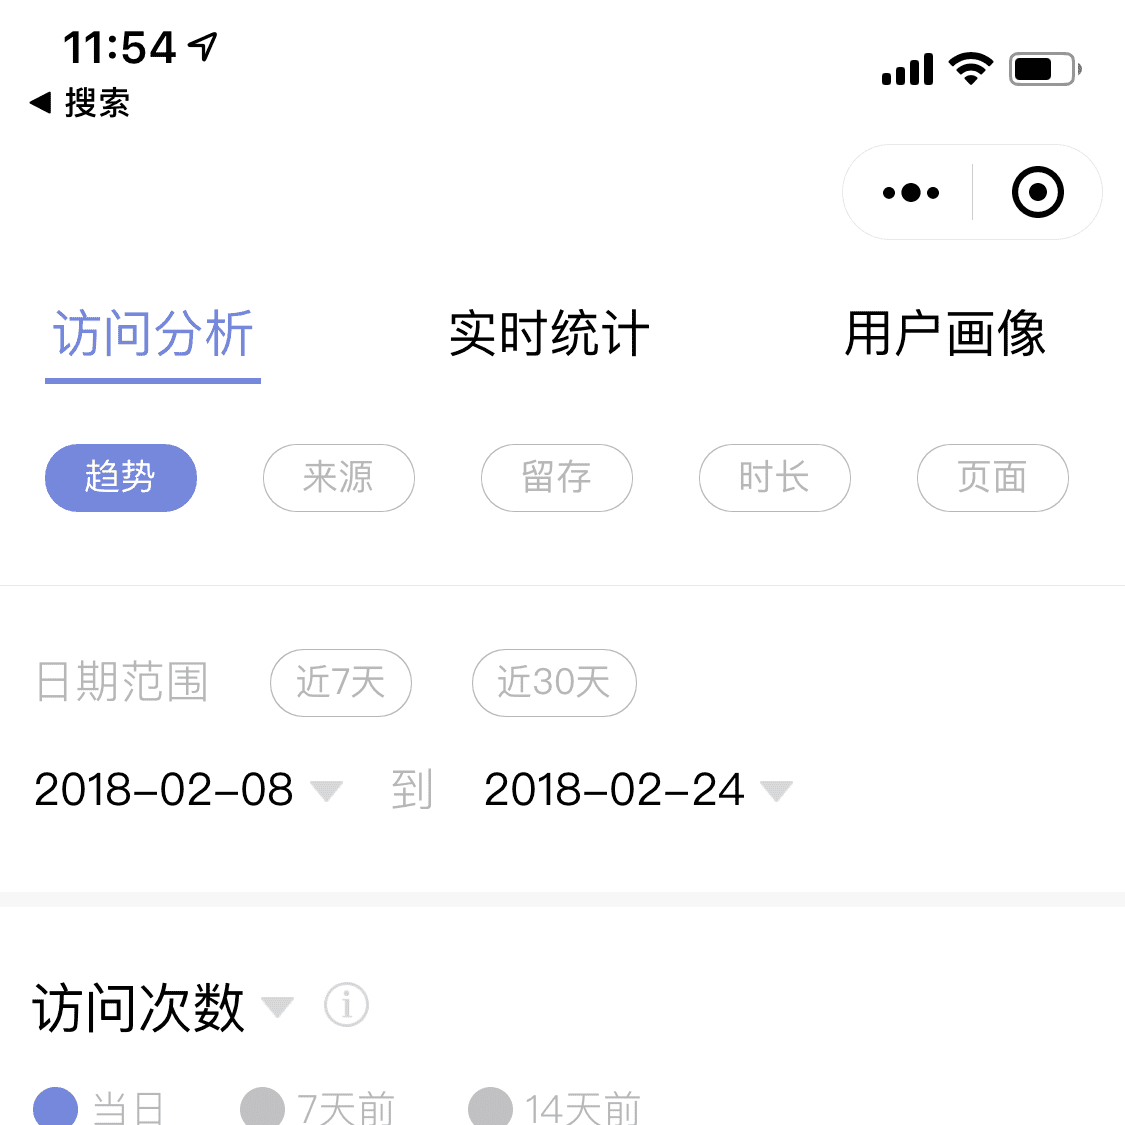 11:54
搜索
访问分析 实时统计 用户画像
趋势 来源 留存 时长 页面
日期范围 近7天 近30天
2018-02-08 到 2018-02-24
访问次数
当日 7天前 14天前